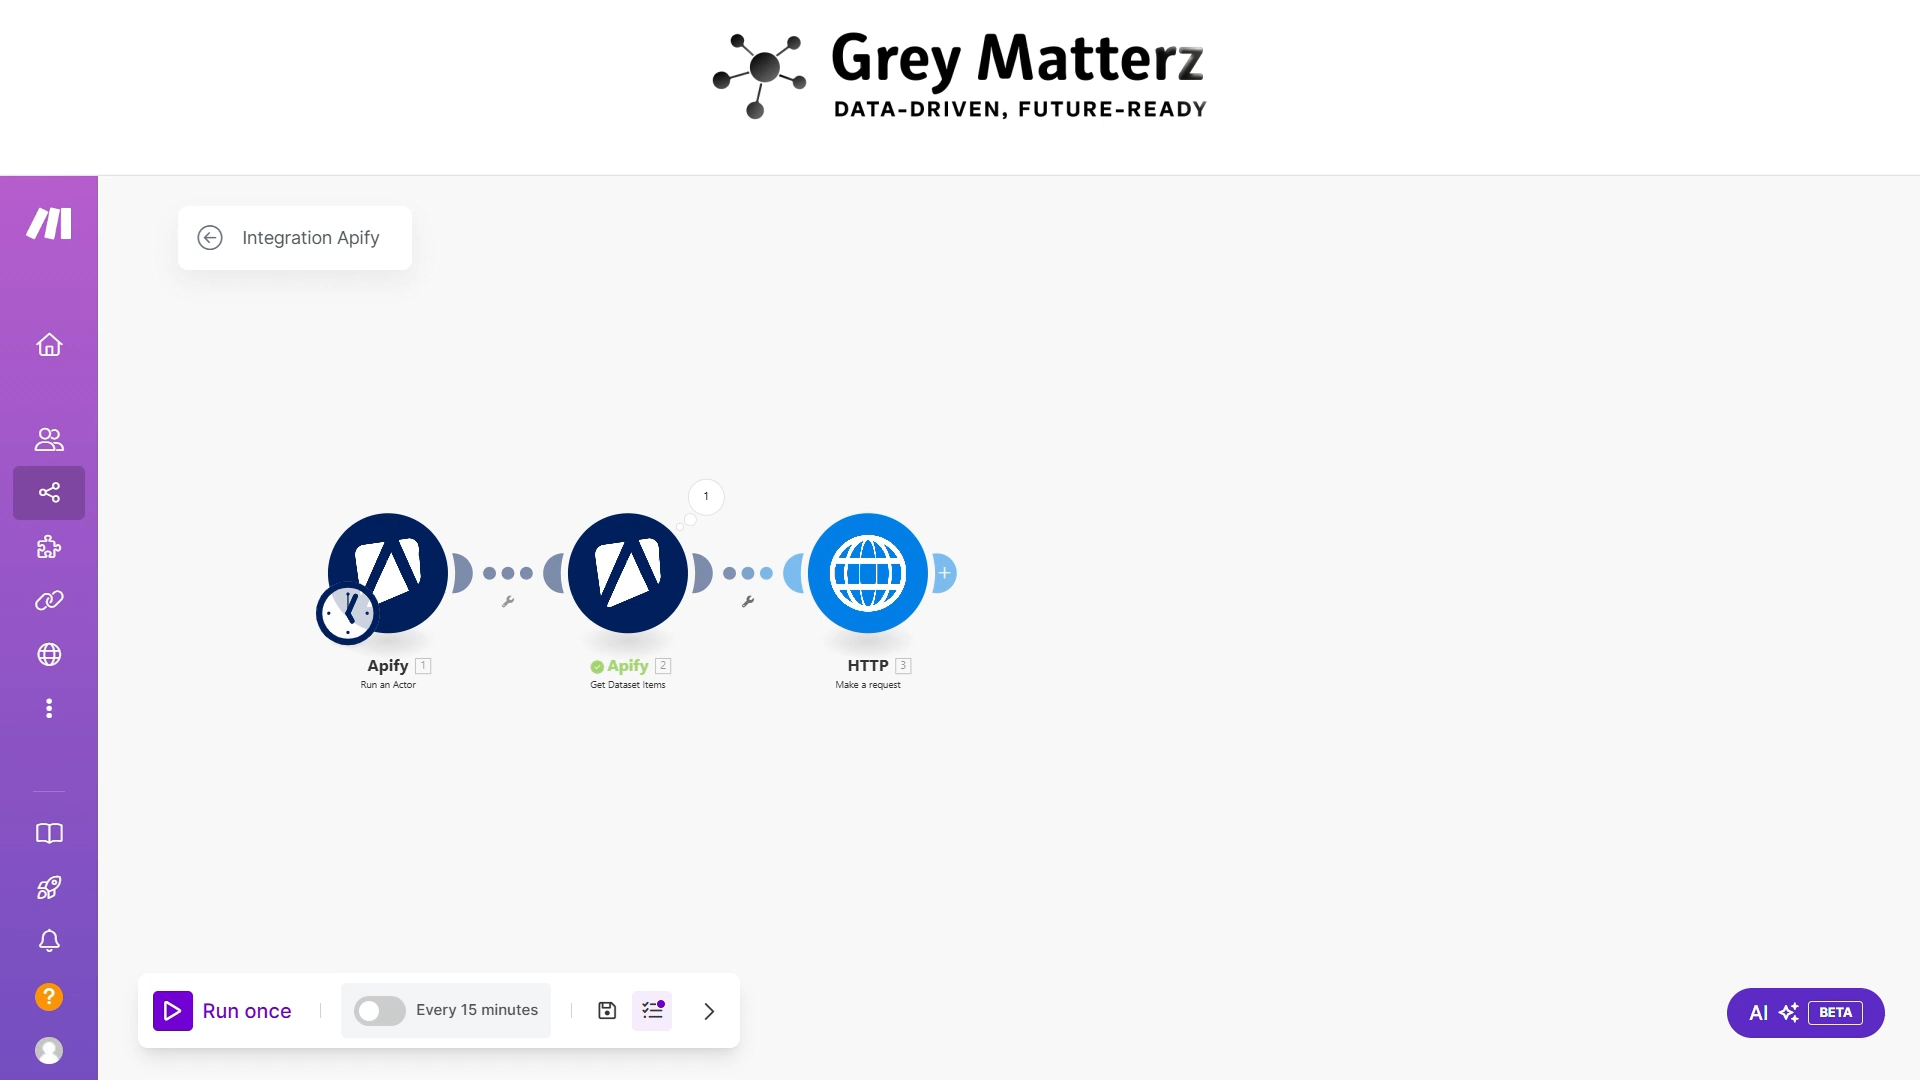 Grey Matterz
DATA-DRIVEN, FUTURE-READY
Integration Apify
1
Apify 1
Run an Actor
Apify 2
Get Dataset Items
HTTP 3
Make a request
Run once
Every 15 minutes
AI BETA
?